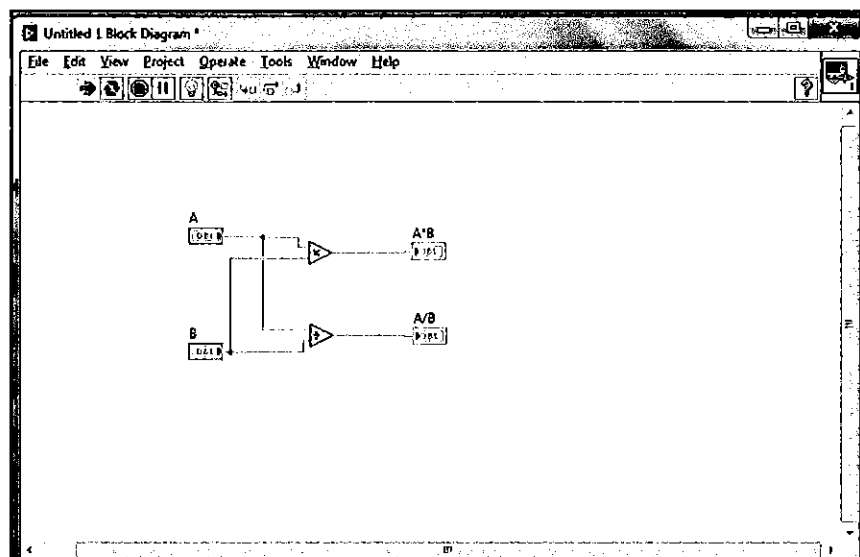 Untitled 1 Block Diagram *
File Edit View Project Operate Tools Window Help
A
DBL
A*B
DBL
B
DBL
A/B
DBL